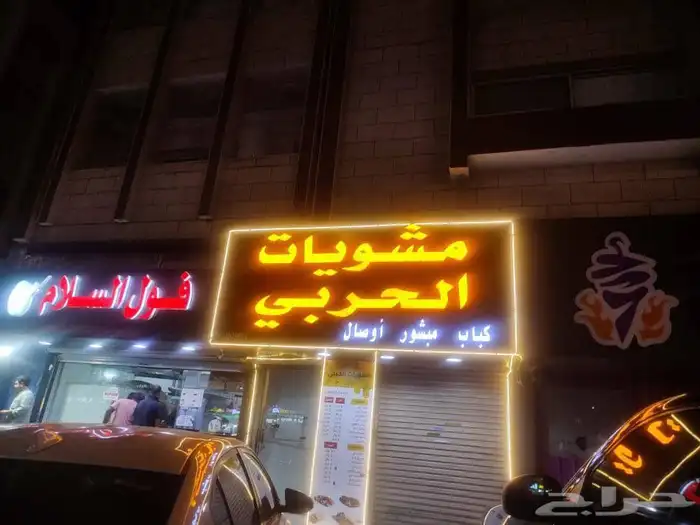 مشويات
الحربي
كباب مبشور أوصال
فول السلام
حراج